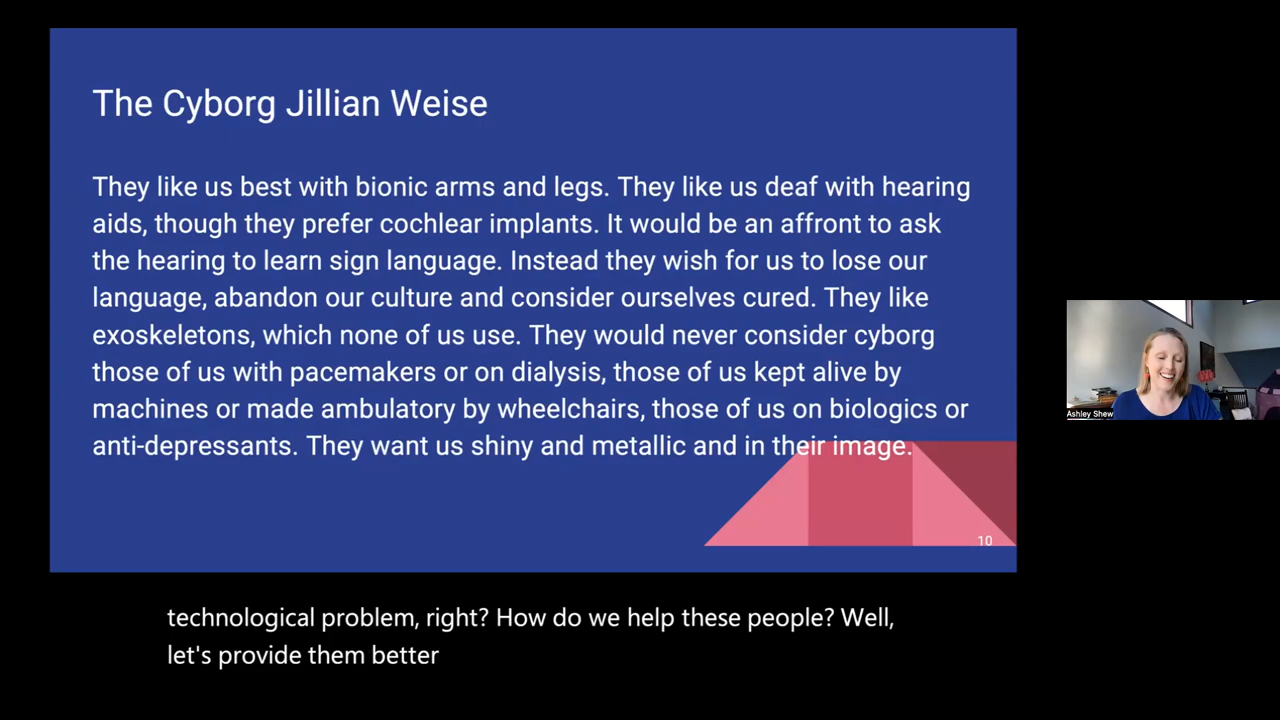 The Cyborg Jillian Weise
They like us best with bionic arms and legs. They like us deaf with hearing
aids, though they prefer cochlear implants. It would be an affront to ask
the hearing to learn sign language. Instead they wish for us to lose our
language, abandon our culture and consider ourselves cured. They like
exoskeletons, which none of us use. They would never consider cyborg
those of us with pacemakers or on dialysis, those of us kept alive by
machines or made ambulatory by wheelchairs, those of us on biologics or
anti-depressants. They want us shiny and metallic and in their image.
10
Ashley Shew
technological problem, right? How do we help these people? Well,
let's provide them better